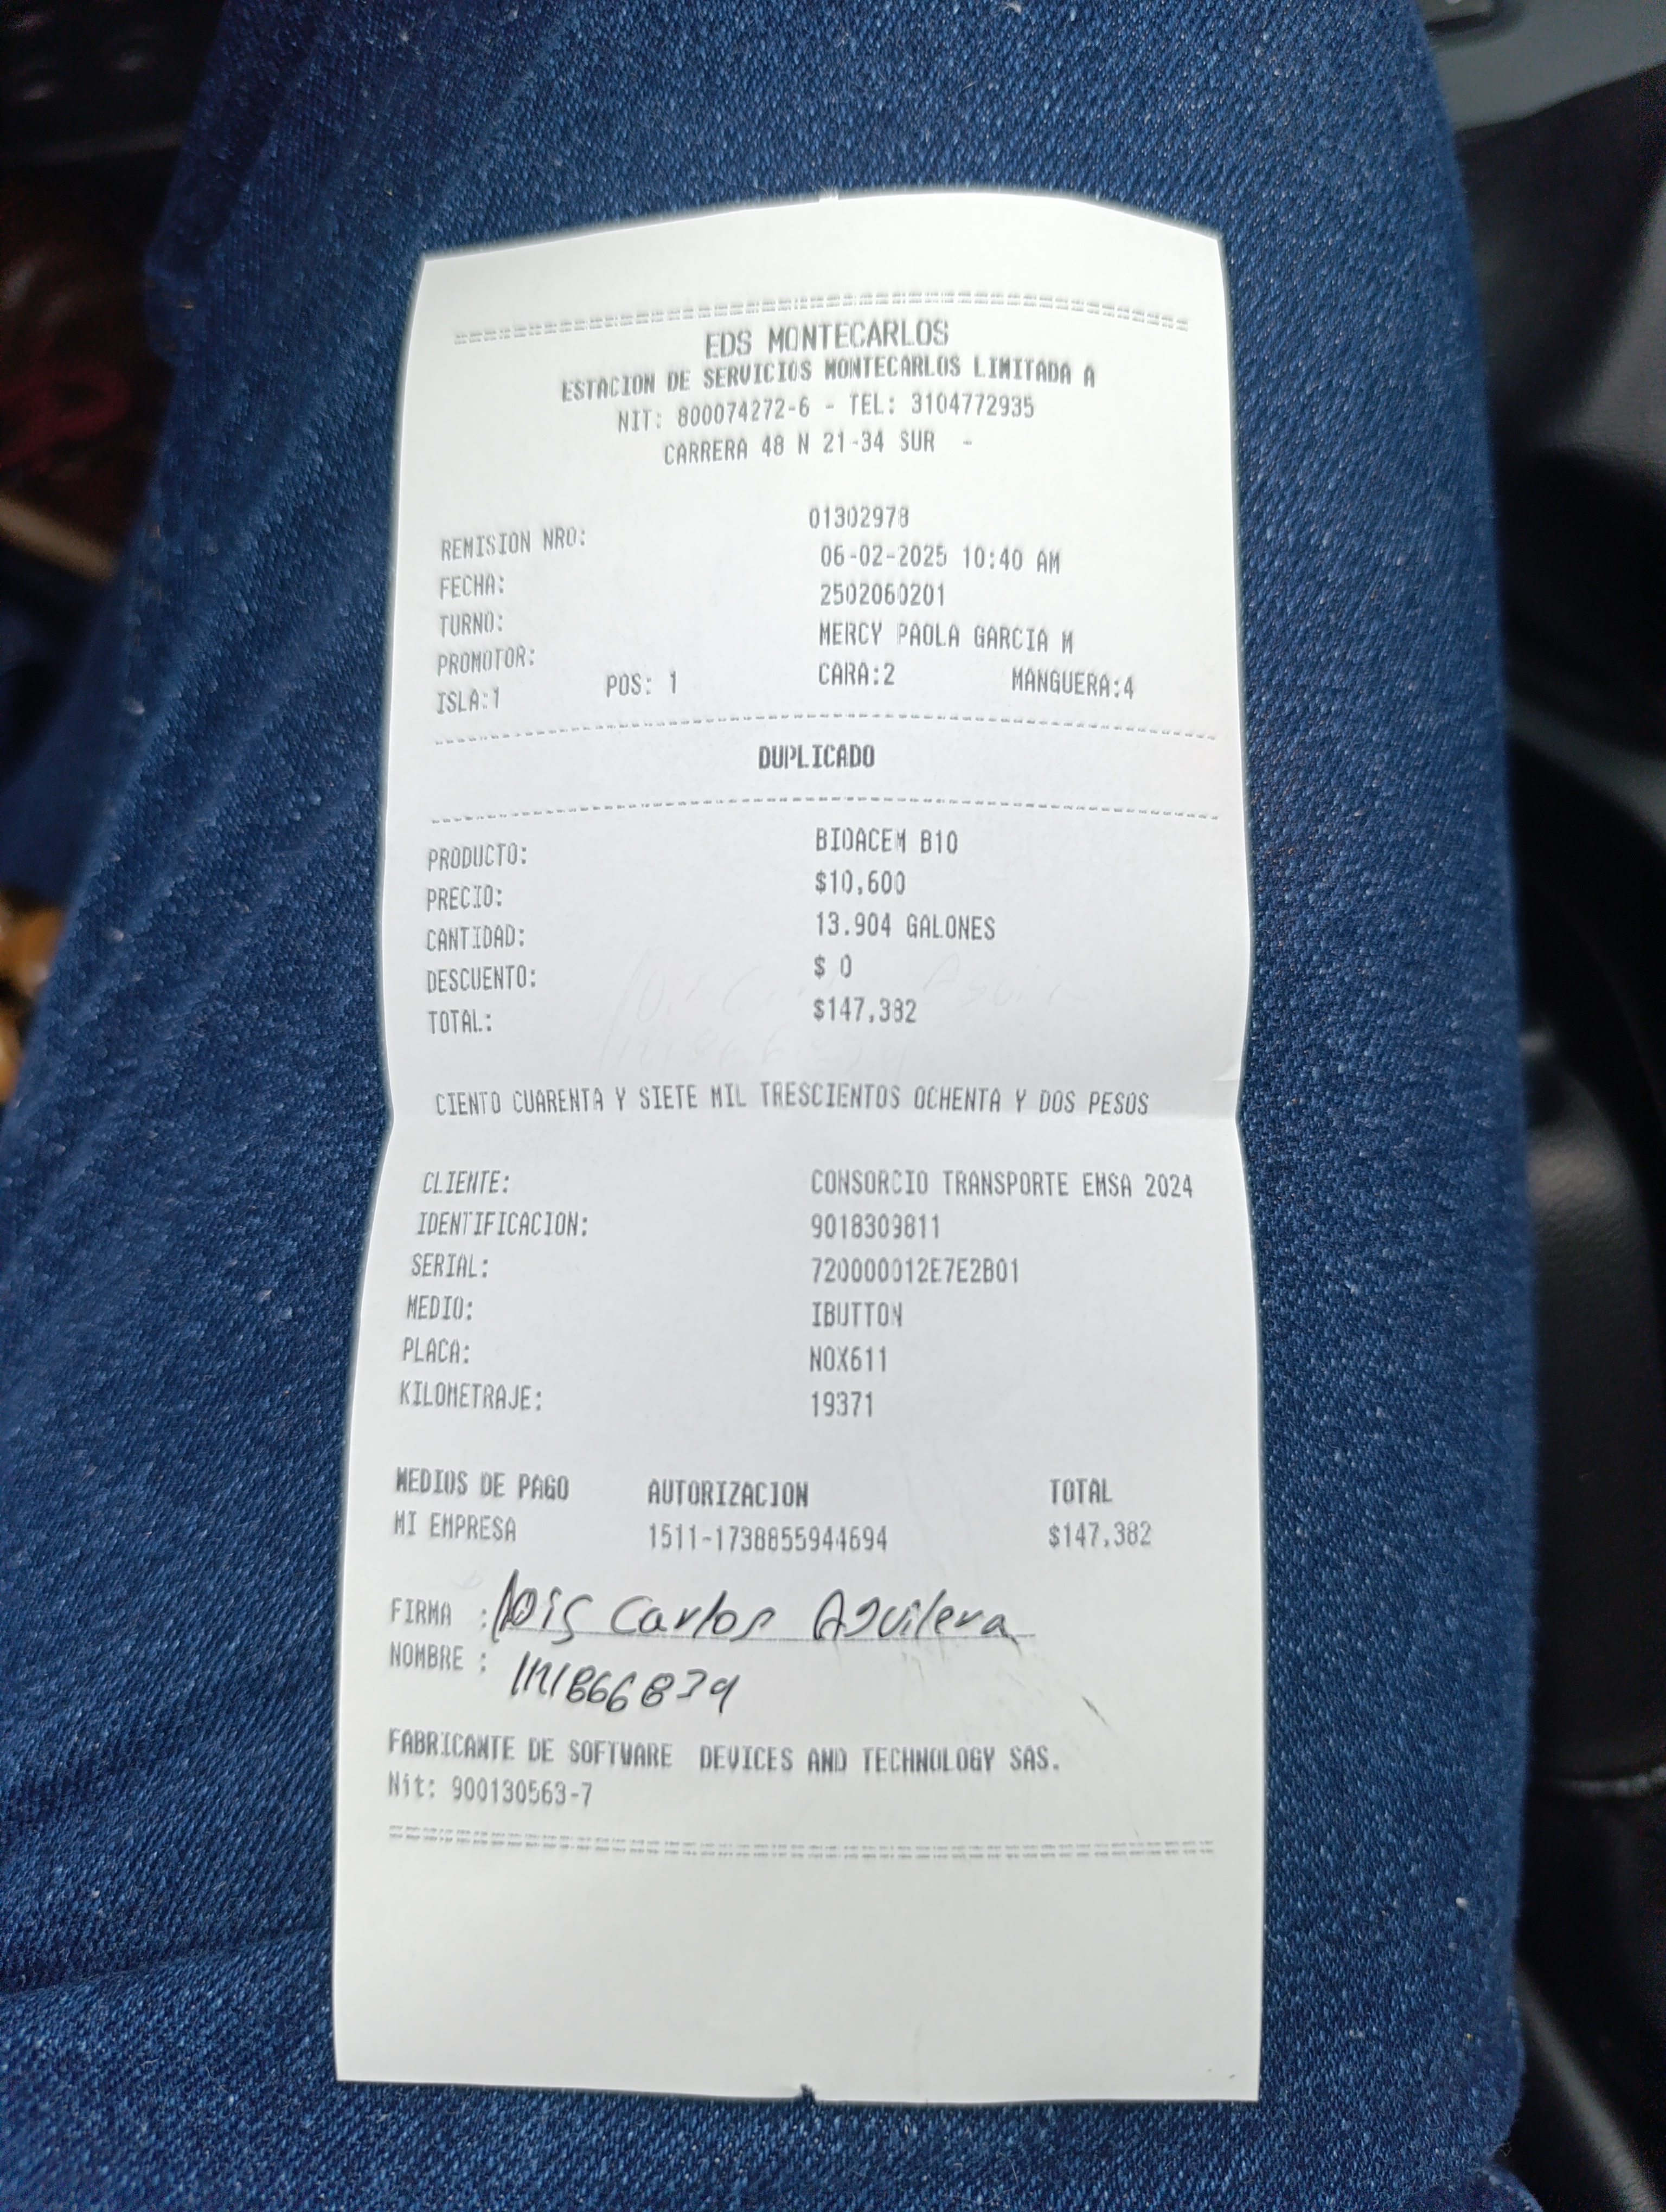 ================================================
EDS MONTECARLOS
ESTACION DE SERVICIOS MONTECARLOS LIMITADA A
NIT: 800074272-6 - TEL: 3104772935
CARRERA 48 N 21-34 SUR -
REMISION NRO: 01302978
FECHA: 06-02-2025 10:40 AM
TURNO: 2502060201
PROMOTOR: MERCY PAOLA GARCIA M
ISLA:1 POS: 1 CARA:2 MANGUERA:4
DUPLICADO
PRODUCTO: BIOACEM B10
PRECIO: $10,600
CANTIDAD: 13.904 GALONES
DESCUENTO: $ 0
TOTAL: $147,382
CIENTO CUARENTA Y SIETE MIL TRESCIENTOS OCHENTA Y DOS PESOS
CLIENTE: CONSORCIO TRANSPORTE EMSA 2024
IDENTIFICACION: 9018309811
SERIAL: 720000012E7E2B01
MEDIO: IBUTTON
PLACA: NOX611
KILOMETRAJE: 19371
MEDIOS DE PAGO AUTORIZACION TOTAL
MI EMPRESA 1511-1738855944694 $147,382
FIRMA : Luis Carlos Aguilera
NOMBRE :
FABRICANTE DE SOFTWARE DEVICES AND TECHNOLOGY SAS.
Nit: 900130563-7
================================================